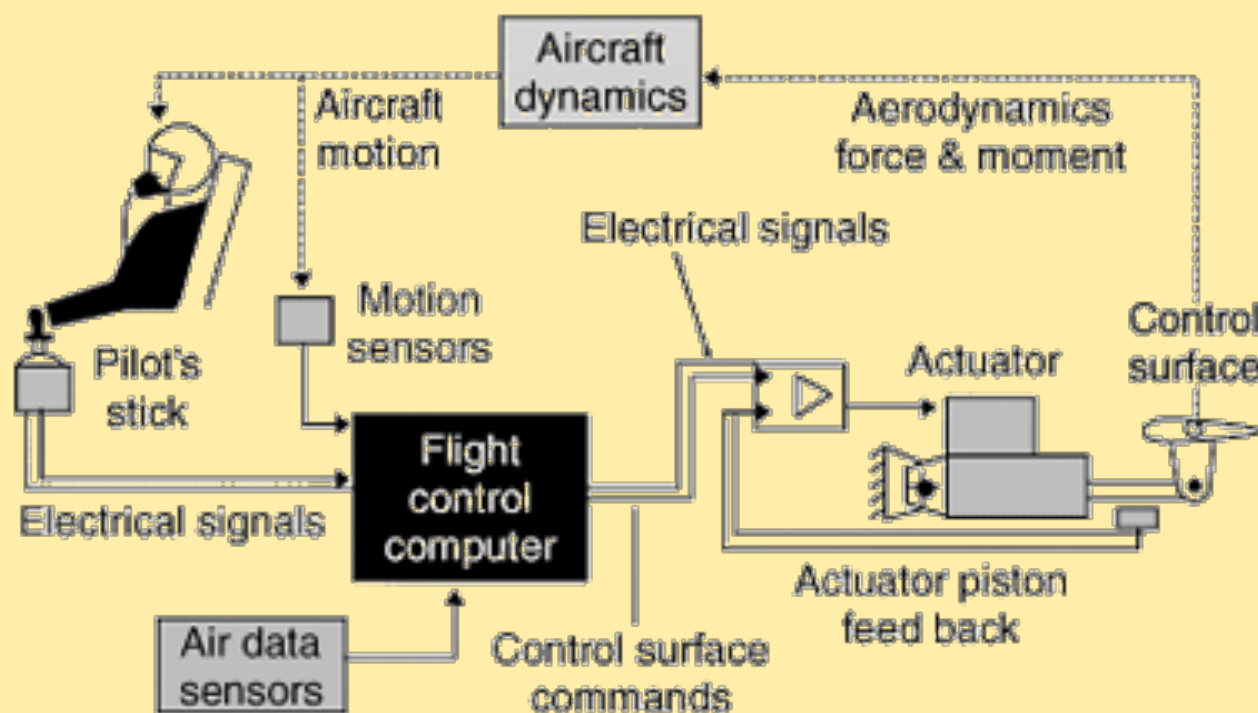 Aircraft
dynamics
Aircraft
motion
Aerodynamics
force & moment
Electrical signals
Motion
sensors
Control
surface
Pilot's
stick
Actuator
Flight
control
computer
Electrical signals
Actuator piston
feed back
Air data
sensors
Control surface
commands